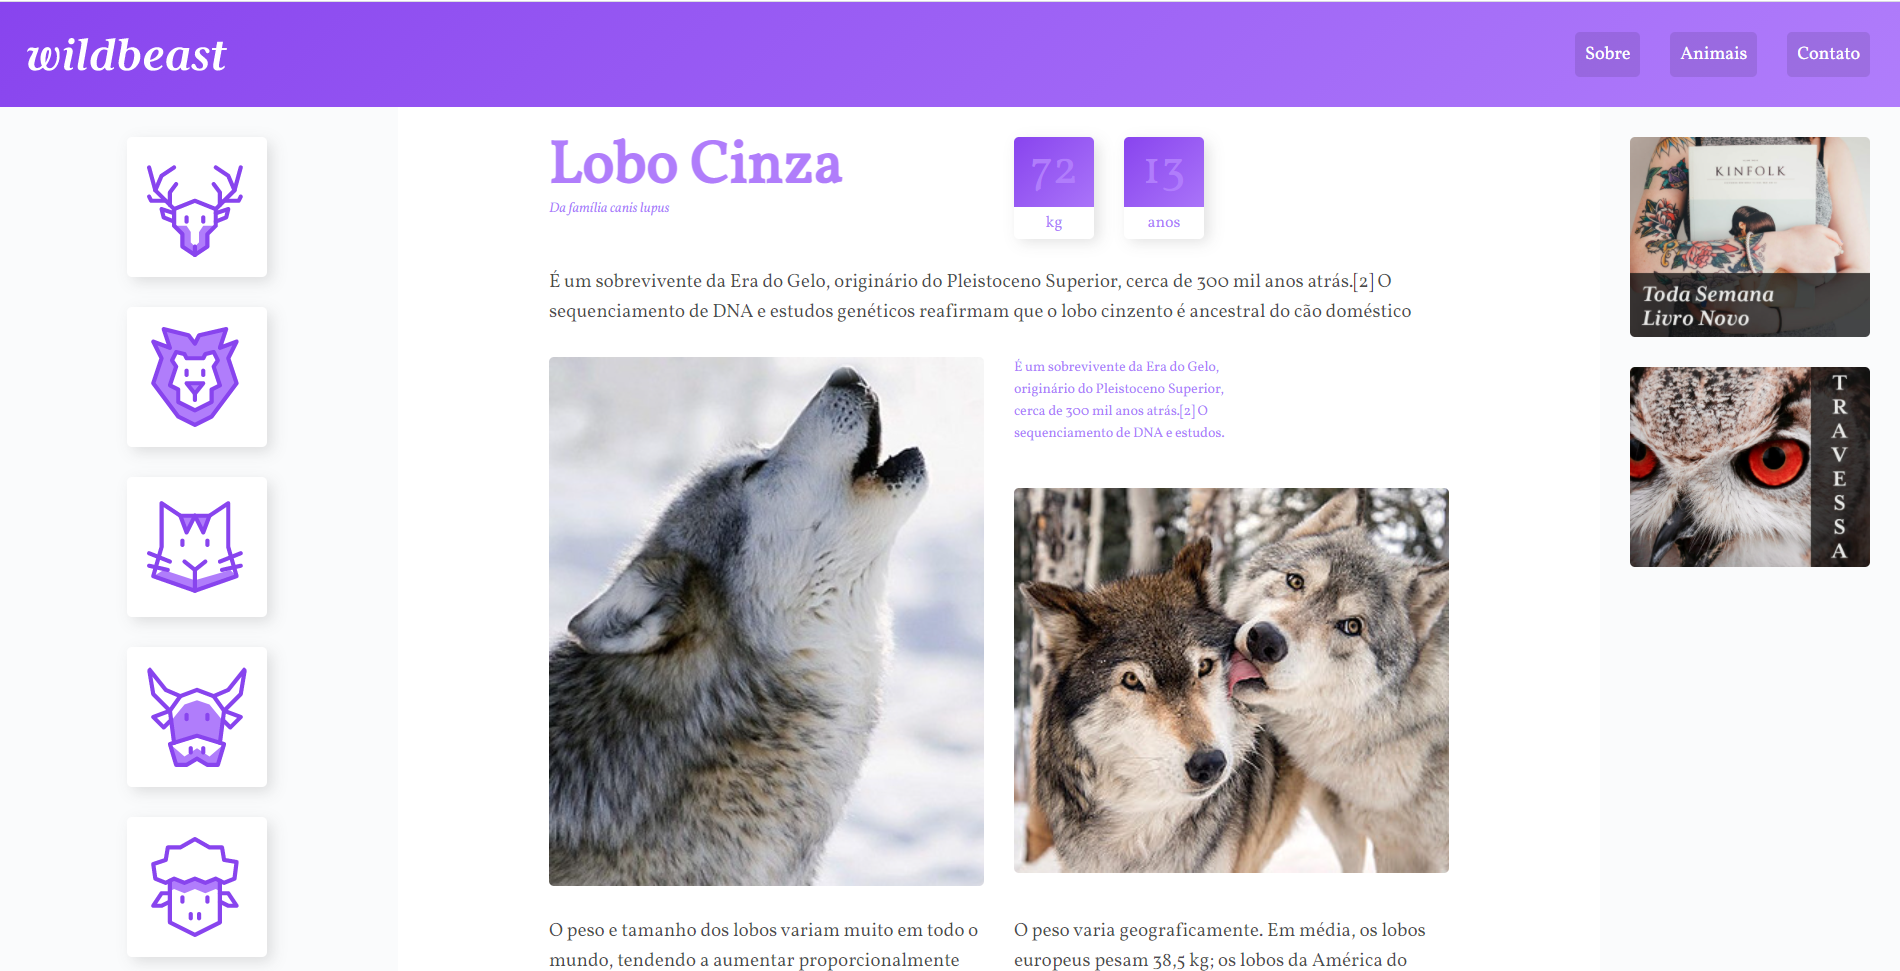 wildbeast
Sobre
Animais
Contato
Lobo Cinza
Da família canis lupus
72
kg
13
anos
É um sobrevivente da Era do Gelo, originário do Pleistoceno Superior, cerca de 300 mil anos atrás.[2] O
sequenciamento de DNA e estudos genéticos reafirmam que o lobo cinzento é ancestral do cão doméstico
É um sobrevivente da Era do Gelo,
originário do Pleistoceno Superior,
cerca de 300 mil anos atrás.[2] O
sequenciamento de DNA e estudos.
O peso e tamanho dos lobos variam muito em todo o
mundo, tendendo a aumentar proporcionalmente
O peso varia geograficamente. Em média, os lobos
europeus pesam 38,5 kg; os lobos da América do
KINFOLK
Toda Semana
Livro Novo
TRAVESSA